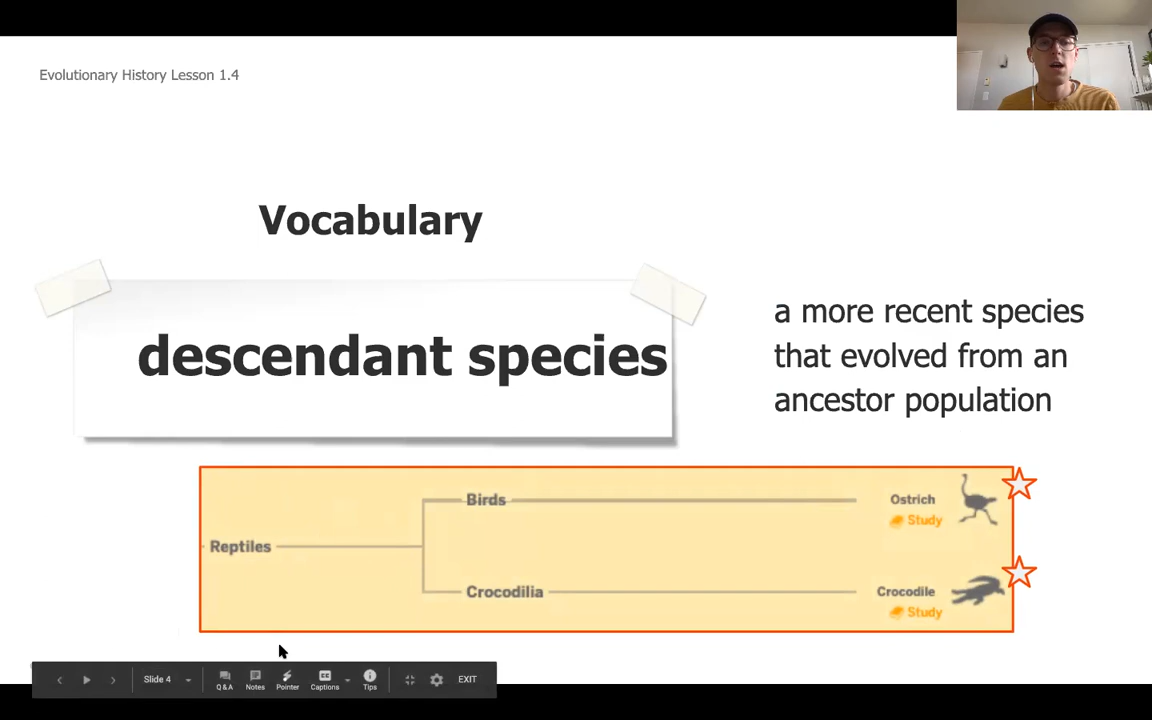 Evolutionary History Lesson 1.4
Vocabulary
descendant species
a more recent species
that evolved from an
ancestor population
Birds
Ostrich
Study
Reptiles
Crocodilia
Crocodile
Study
Slide 4
Q&A
Notes
Pointer
Captions
Tips
EXIT
CC